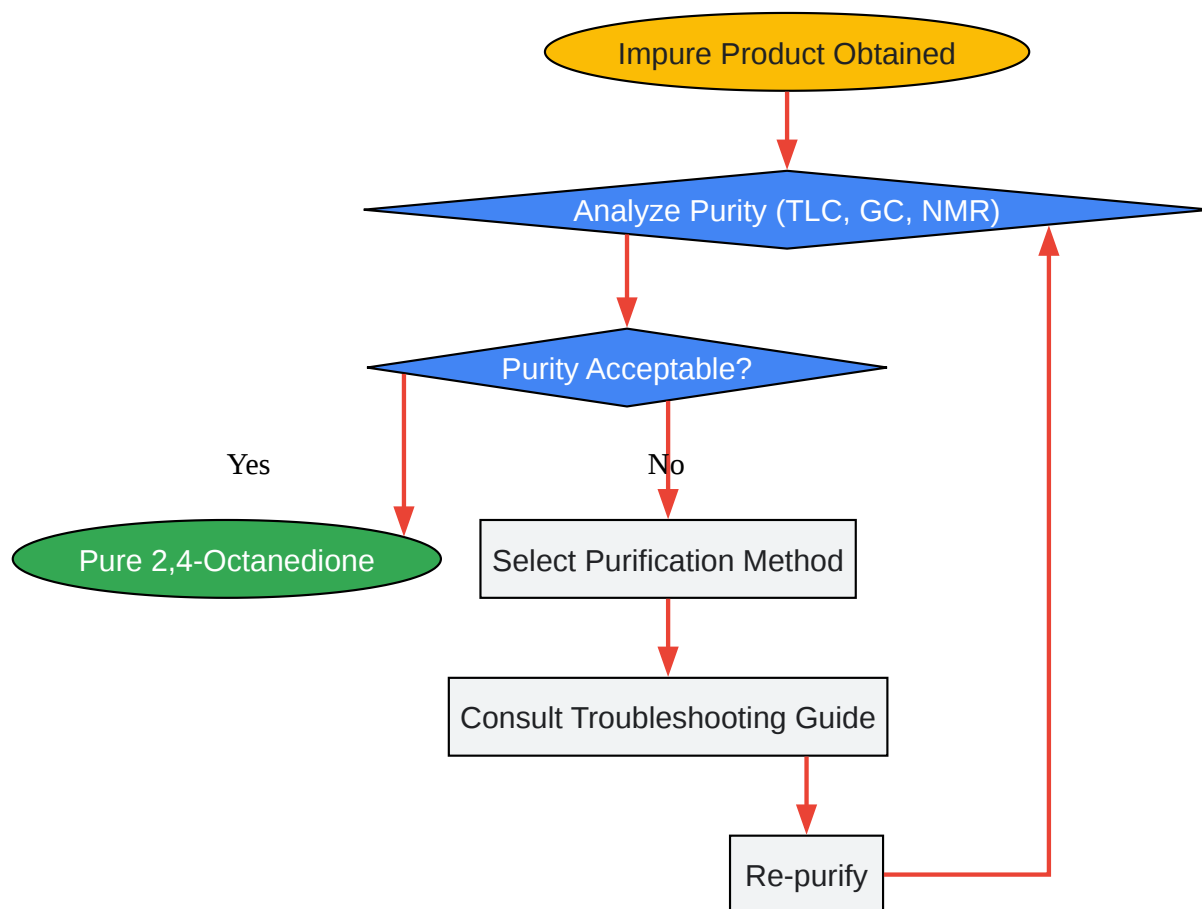 Impure Product Obtained
Analyze Purity (TLC, GC, NMR)
Purity Acceptable?
Yes
No
Pure 2,4-Octanedione
Select Purification Method
Consult Troubleshooting Guide
Re-purify